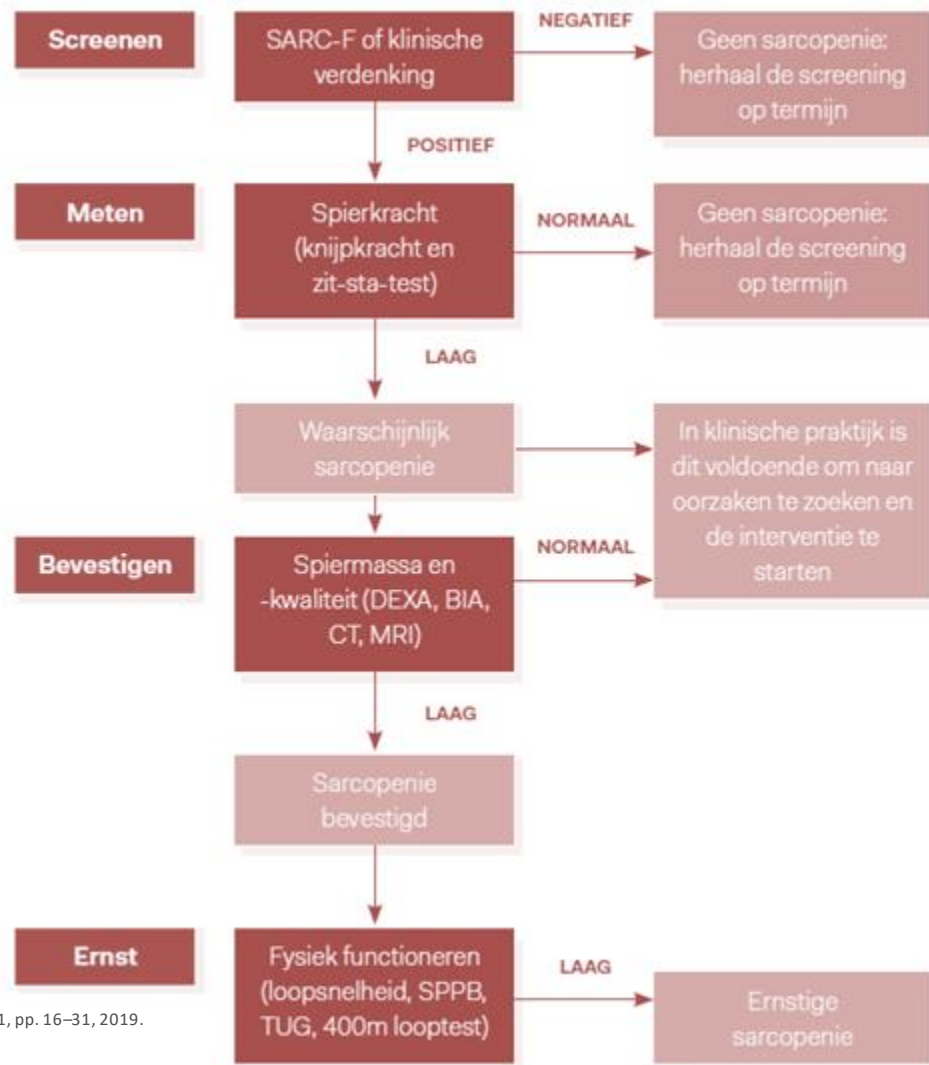 Screenen
SARC-F of klinische
verdenking
NEGATIEF
Geen sarcopenie:
herhaal de screening
op termijn
POSITIEF
Meten
Spierkracht
(knijpkracht en
zit-sta-test)
NORMAAL
Geen sarcopenie:
herhaal de screening
op termijn
LAAG
Waarschijnlijk
sarcopenie
In klinische praktijk is
dit voldoende om naar
oorzaken te zoeken en
de interventie te
starten
Bevestigen
Spiermassa en
-kwaliteit (DEXA, BIA,
CT, MRI)
NORMAAL
LAAG
Sarcopenie
bevestigd
Ernst
Fysiek functioneren
(loopsnelheid, SPPB,
TUG, 400m looptest)
LAAG
Ernstige
sarcopenie
1, pp. 16–31, 2019.